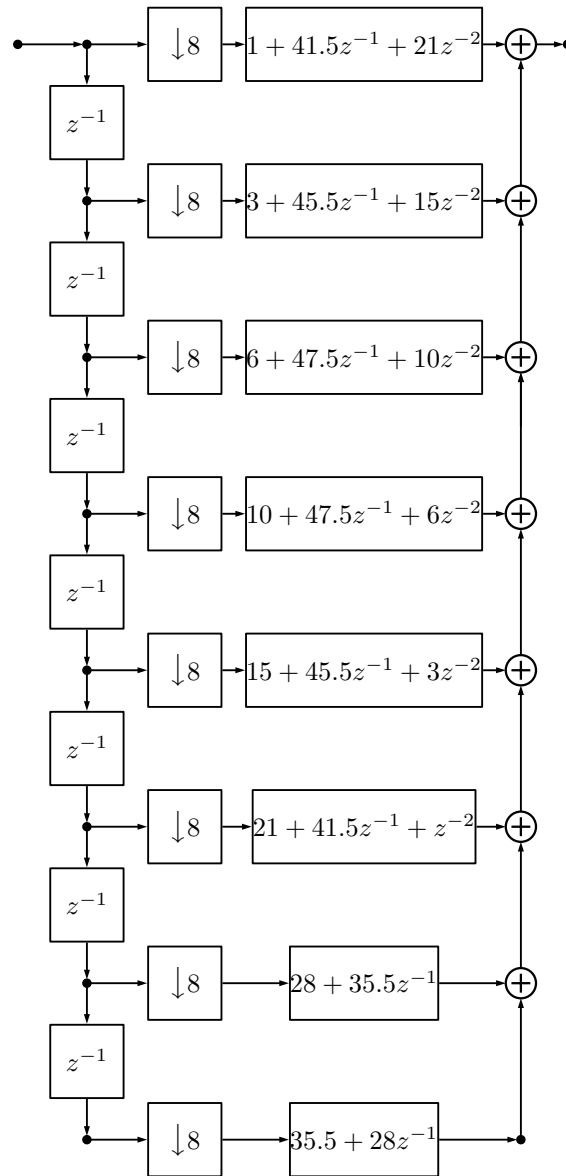 ↓8 1 + 41.5z⁻¹ + 21z⁻²
z⁻¹
↓8 3 + 45.5z⁻¹ + 15z⁻²
z⁻¹
↓8 6 + 47.5z⁻¹ + 10z⁻²
z⁻¹
↓8 10 + 47.5z⁻¹ + 6z⁻²
z⁻¹
↓8 15 + 45.5z⁻¹ + 3z⁻²
z⁻¹
↓8 21 + 41.5z⁻¹ + z⁻²
z⁻¹
↓8 28 + 35.5z⁻¹
z⁻¹
↓8 35.5 + 28z⁻¹